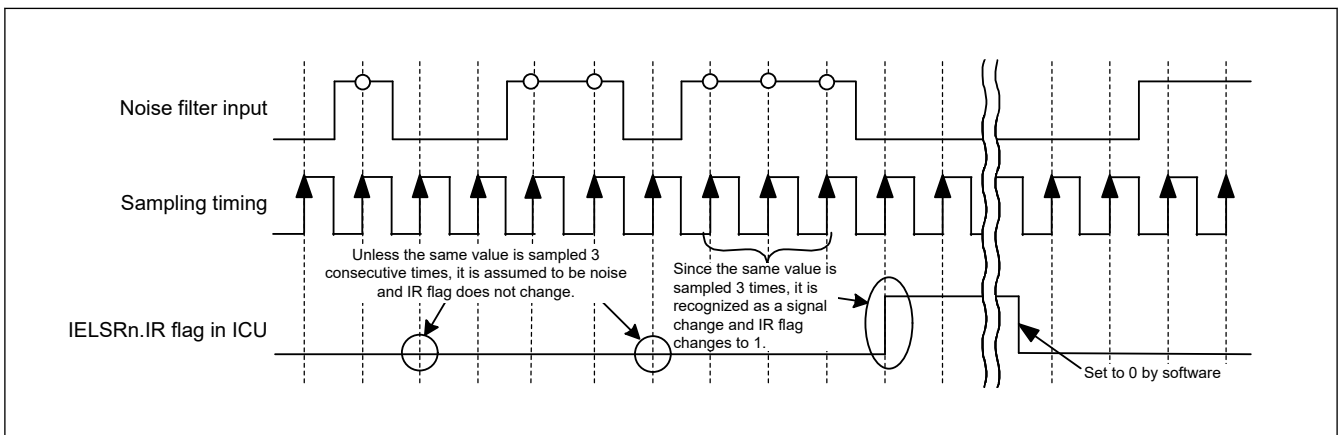 Noise filter input
Sampling timing
Unless the same value is sampled 3
consecutive times, it is assumed to be noise
and IR flag does not change.
Since the same value is
sampled 3 times, it is
recognized as a signal
change and IR flag
changes to 1.
IELSRn.IR flag in ICU
Set to 0 by software